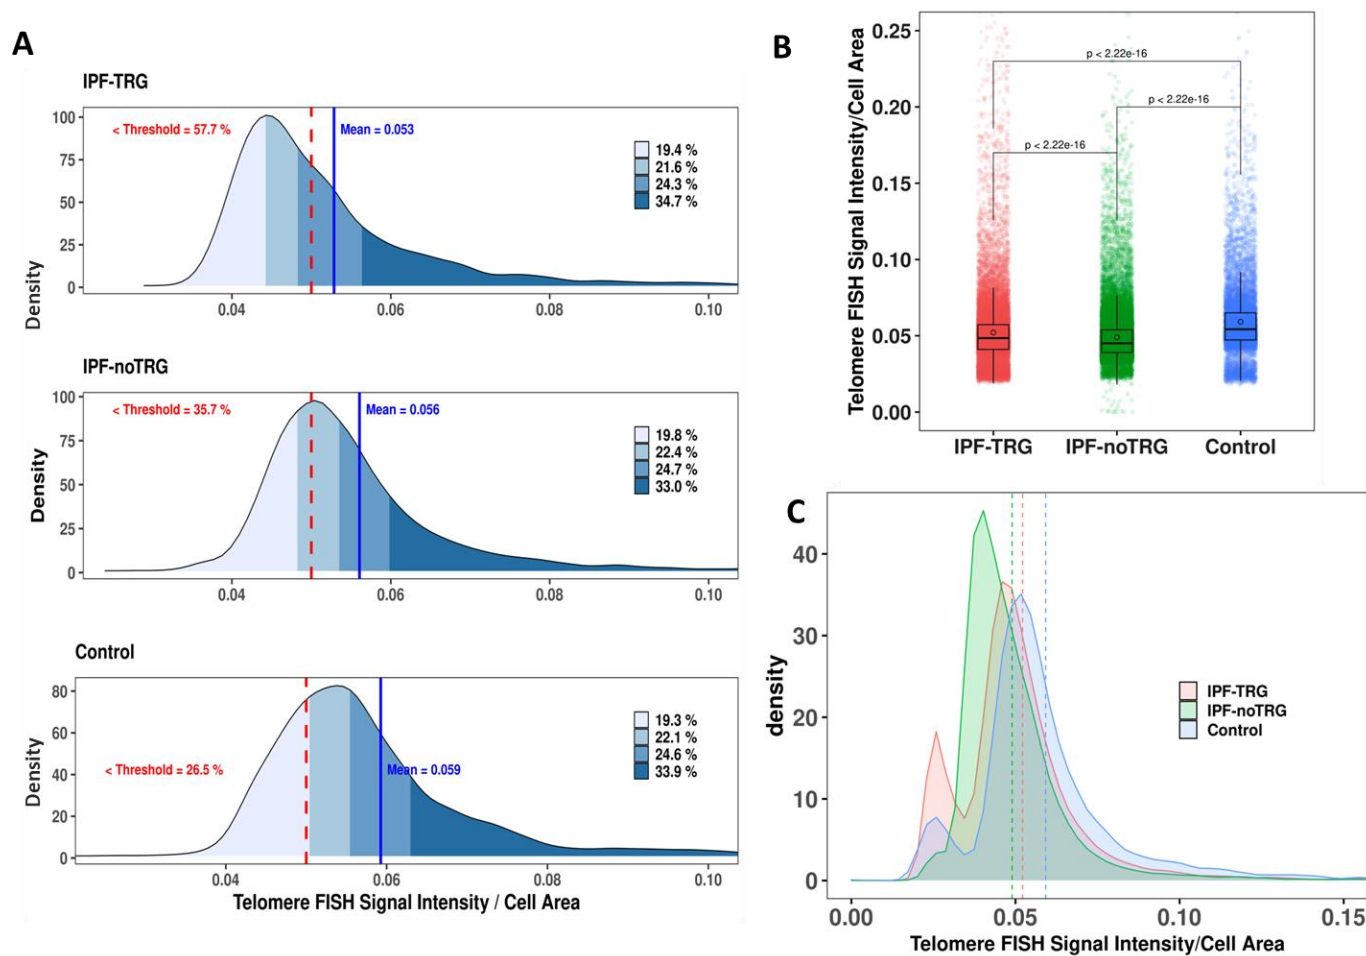 A
IPF-TRG
< Threshold = 57.7 %
Mean = 0.053
19.4 %
21.6 %
24.3 %
34.7 %
100
75
50
25
0
Density
0.04
0.06
0.08
0.10
IPF-noTRG
< Threshold = 35.7 %
Mean = 0.056
19.8 %
22.4 %
24.7 %
33.0 %
100
75
50
25
0
Density
0.04
0.06
0.08
0.10
Control
< Threshold = 26.5 %
Mean = 0.059
19.3 %
22.1 %
24.6 %
33.9 %
80
60
40
20
0
Density
0.04
0.06
0.08
0.10
Telomere FISH Signal Intensity / Cell Area
B
Telomere FISH Signal Intensity/Cell Area
0.25
0.20
0.15
0.10
0.05
0.00
p < 2.22e-16
p < 2.22e-16
p < 2.22e-16
IPF-TRG
IPF-noTRG
Control
C
density
40
30
20
10
0
IPF-TRG
IPF-noTRG
Control
0.00
0.05
0.10
0.15
Telomere FISH Signal Intensity/Cell Area